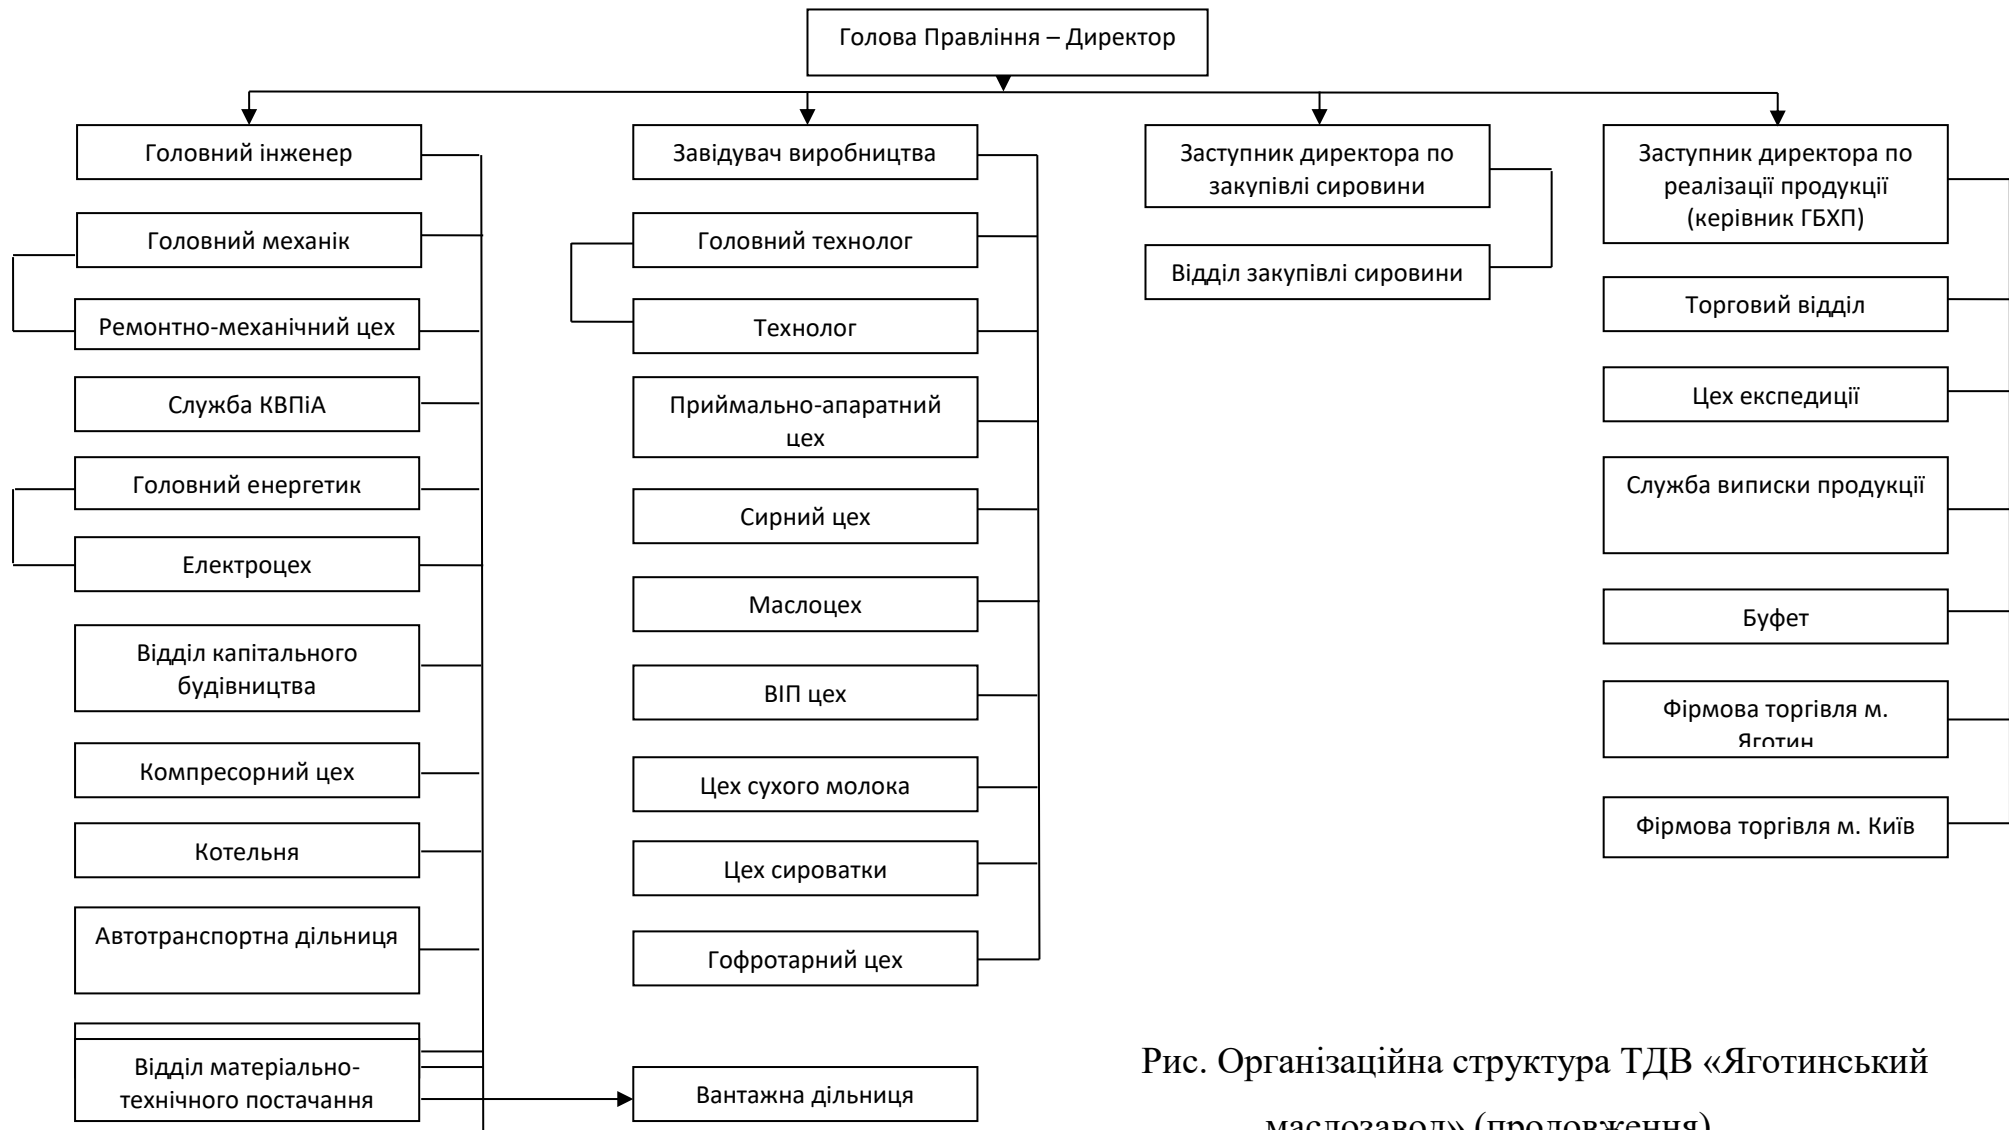 Голова Правління – Директор
Головний інженер
Головний механік
Ремонтно-механічний цех
Служба КВПіА
Головний енергетик
Електроцех
Відділ капітального
будівництва
Компресорний цех
Котельня
Автотранспортна дільниця
Відділ матеріально-
технічного постачання
Завідувач виробництва
Головний технолог
Технолог
Приймально-апаратний
цех
Сирний цех
Маслоцех
ВІП цех
Цех сухого молока
Цех сироватки
Гофротарний цех
Вантажна дільниця
Заступник директора по
закупівлі сировини
Відділ закупівлі сировини
Заступник директора по
реалізації продукції
(керівник ГБХП)
Торговий відділ
Цех експедиції
Служба виписки продукції
Буфет
Фірмова торгівля м.
Яготин
Фірмова торгівля м. Київ
Рис. Організаційна структура ТДВ «Яготинський
маслозавод» (продовження)